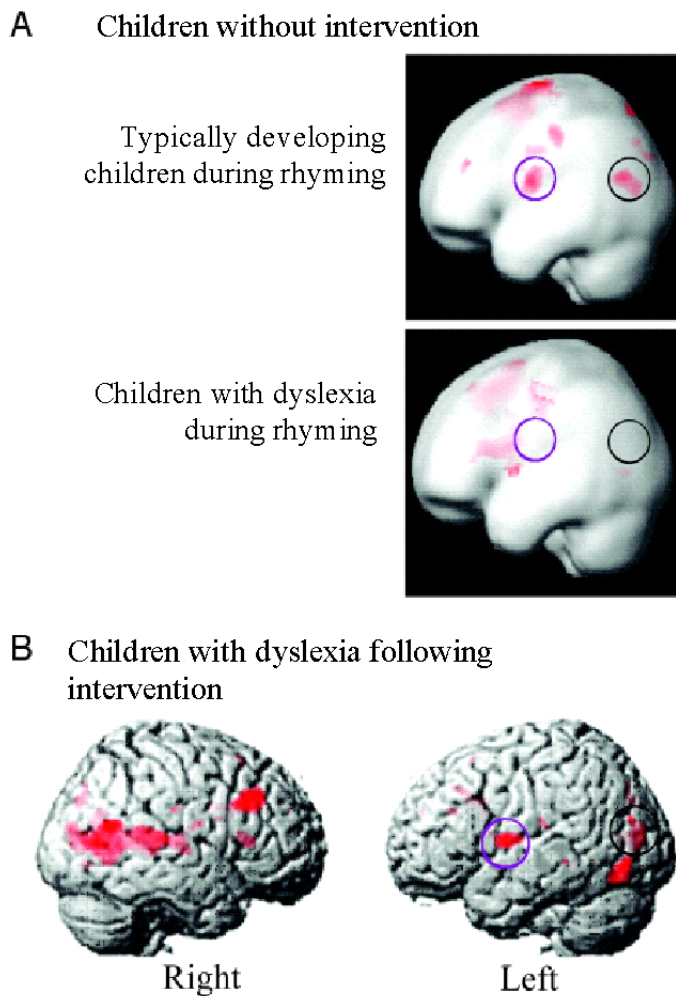 A Children without intervention
Typically developing
children during rhyming
Children with dyslexia
during rhyming
B Children with dyslexia following
intervention
Right
Left